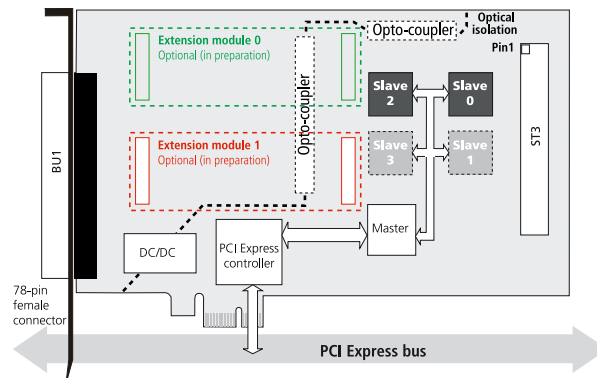 Extension module 0
Optional (in preparation)
Opto-coupler
Optical
isolation
Pin1
Opto-coupler
Slave
2
Slave
0
BU1
ST3
Extension module 1
Optional (in preparation)
Slave
3
Slave
1
DC/DC
PCI Express
controller
Master
78-pin
female
connector
PCI Express bus